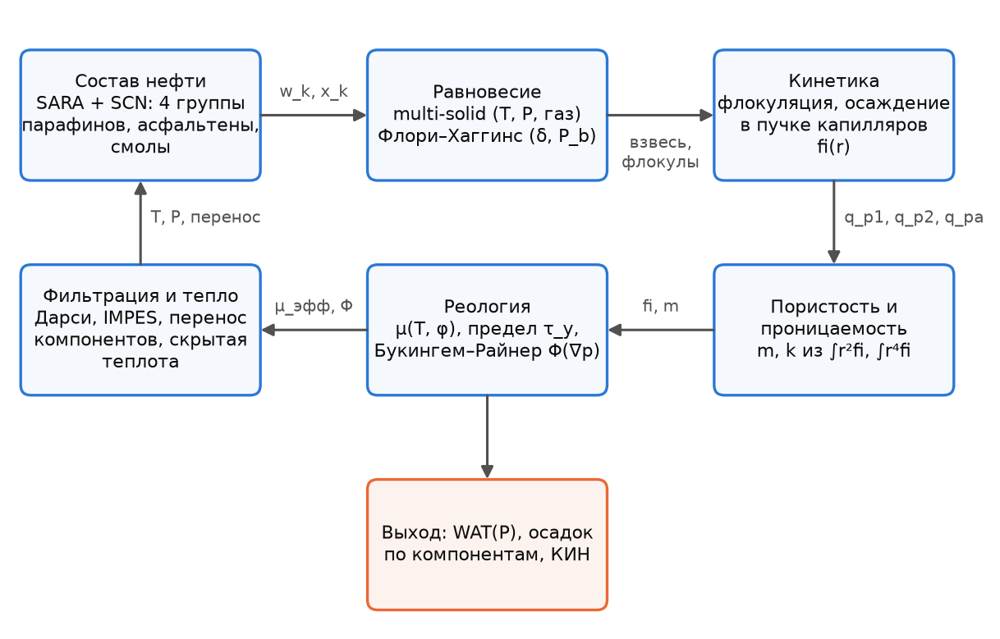 Состав нефти
SARA + SCN: 4 группы
парафинов, асфальтены,
смолы
w_k, x_k
Равновесие
multi-solid (T, P, газ)
Флори–Хаггинс (δ, P_b)
взвесь,
флокулы
Кинетика
флокуляция, осаждение
в пучке капилляров
fi(r)
T, P, перенос
q_p1, q_p2, q_pa
Фильтрация и тепло
Дарси, IMPES, перенос
компонентов, скрытая
теплота
μ_эфф, Φ
Реология
μ(T, φ), предел τ_y,
Букингем–Райнер Φ(∇p)
fi, m
Пористость и
проницаемость
m, k из ∫r²fi, ∫r⁴fi
Выход: WAT(P), осадок
по компонентам, КИН